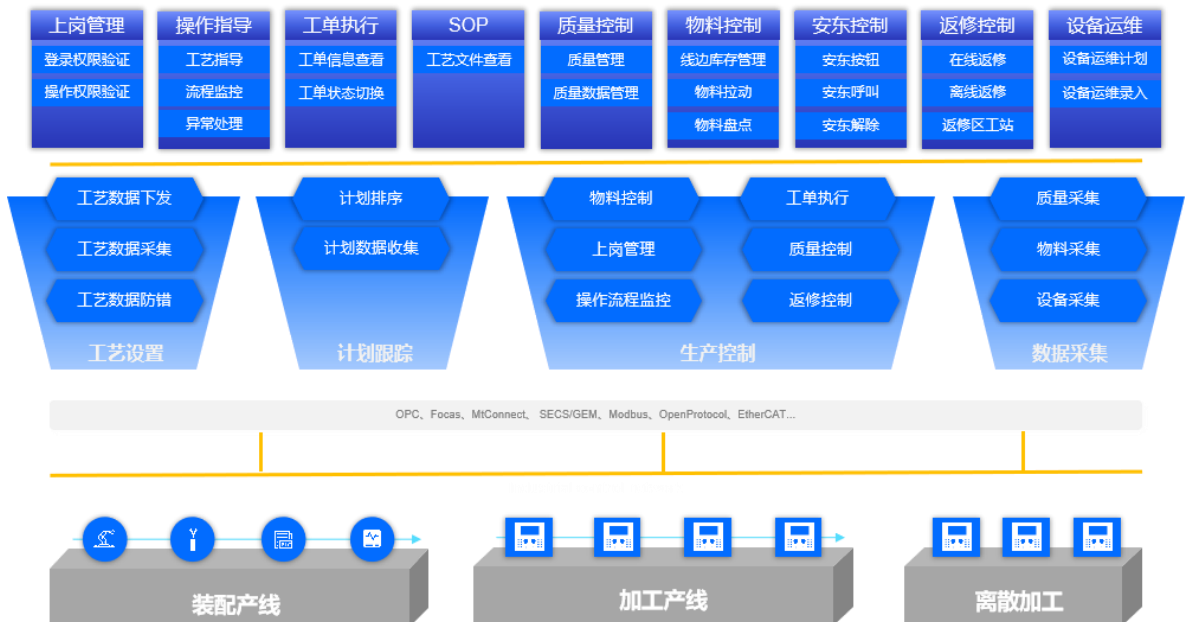 上岗管理
操作指导
工单执行
SOP
质量控制
物料控制
安东控制
返修控制
设备运维
登录权限验证
工艺指导
工单信息查看
工艺文件查看
质量管理
线边库存管理
安东按钮
在线返修
设备运维计划
操作权限验证
流程监控
工单状态切换
质量数据管理
物料拉动
安东呼叫
离线返修
设备运维录入
异常处理
物料盘点
安东解除
返修区工站
工艺数据下发
计划排序
物料控制
工单执行
质量采集
工艺数据采集
计划数据收集
上岗管理
质量控制
物料采集
工艺数据防错
操作流程监控
返修控制
设备采集
工艺设置
计划跟踪
生产控制
数据采集
OPC、Focas、MtConnect、 SECS/GEM、Modbus、OpenProtocol、EtherCAT...
装配产线
加工产线
离散加工